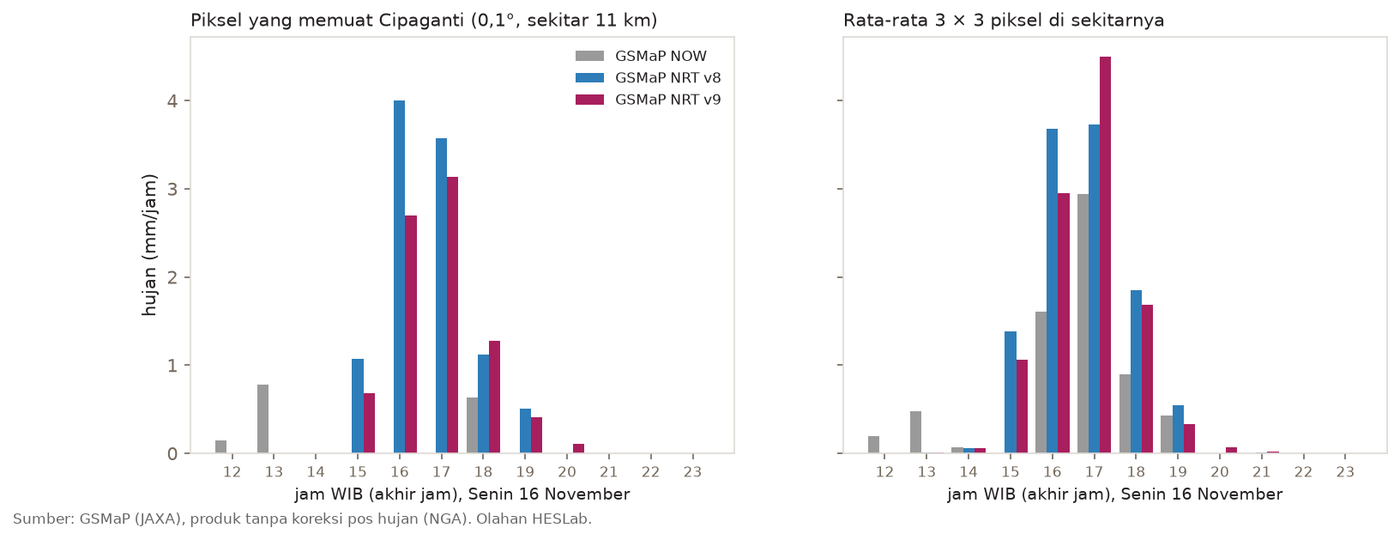 Piksel yang memuat Cipaganti (0,1°, sekitar 11 km)
GSMaP NOW
GSMaP NRT v8
GSMaP NRT v9
hujan (mm/jam)
4
3
2
1
0
12 13 14 15 16 17 18 19 20 21 22 23
jam WIB (akhir jam), Senin 16 November
Rata-rata 3 × 3 piksel di sekitarnya
12 13 14 15 16 17 18 19 20 21 22 23
jam WIB (akhir jam), Senin 16 November
Sumber: GSMaP (JAXA), produk tanpa koreksi pos hujan (NGA). Olahan HESLab.